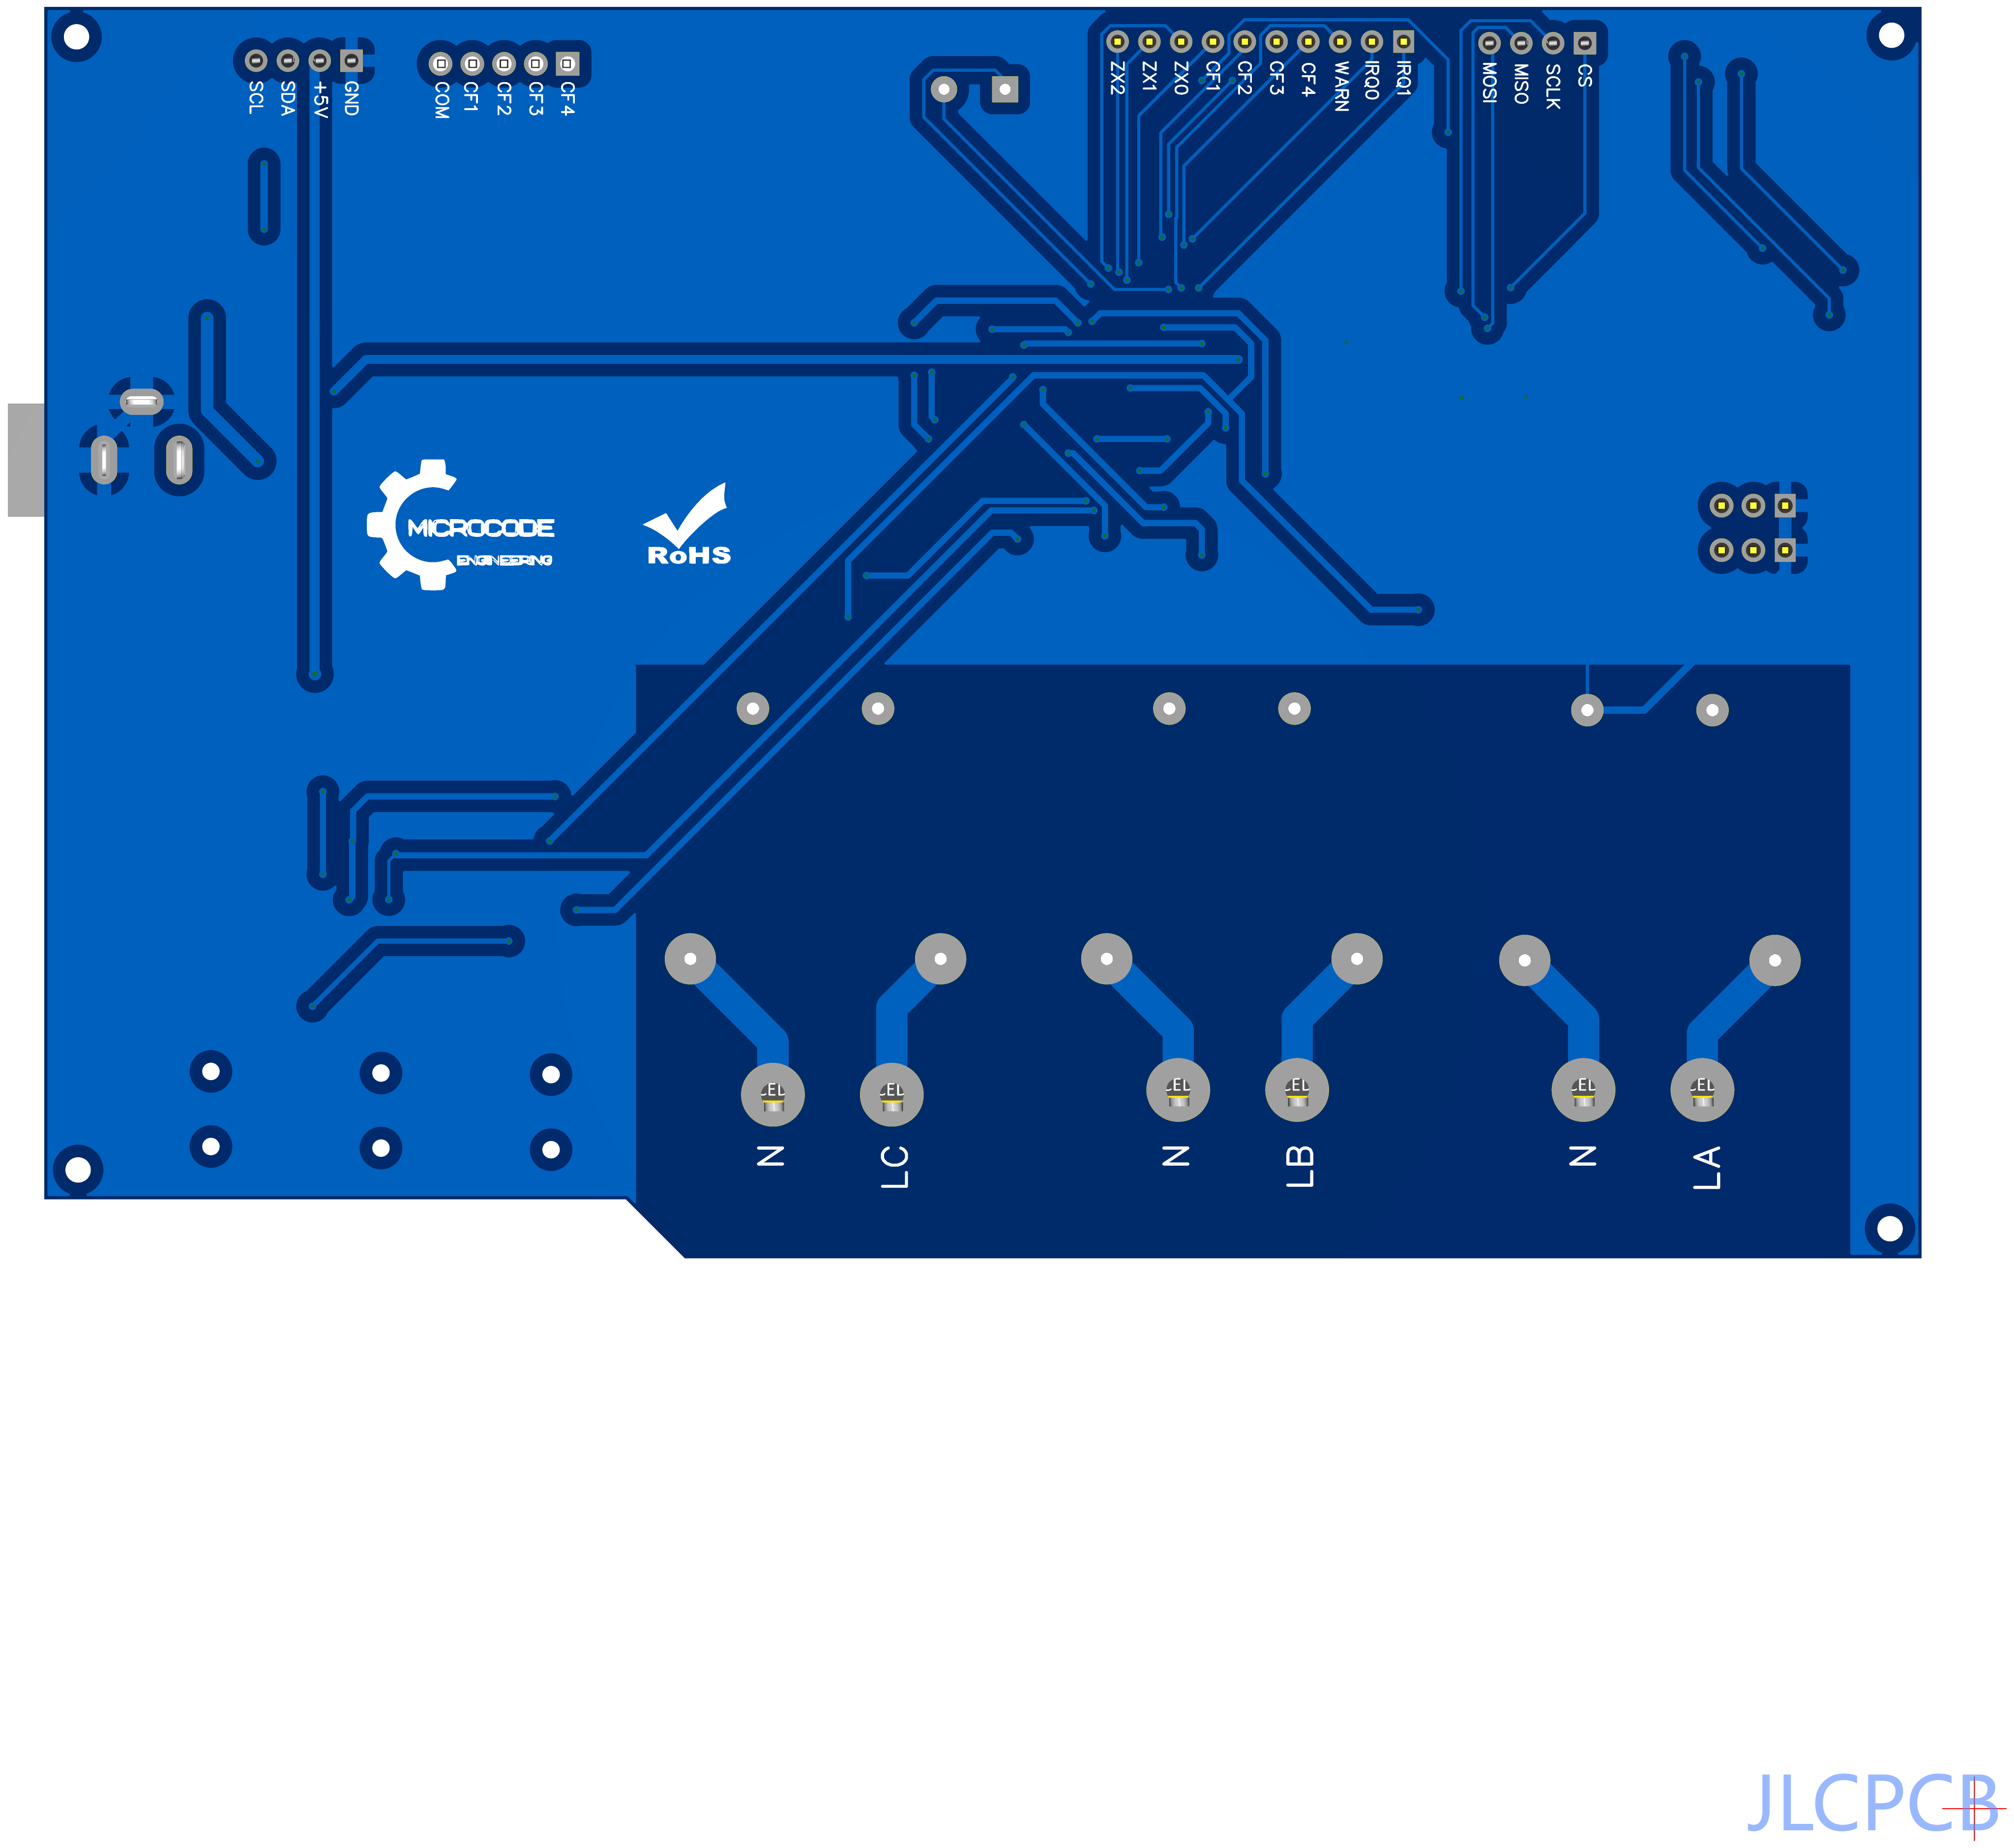 SCL
SDA
+5V
GND
COM
CF1
CF2
CF3
CF4
ZX2
ZX1
ZX0
CF1
CF2
CF3
CF4
WARN
IRQ0
IRQ1
MOSI
MISO
SCLK
CS
MICROCODE
ENGINEERING
RoHS
N
LC
N
LB
N
LA
JLCPCB